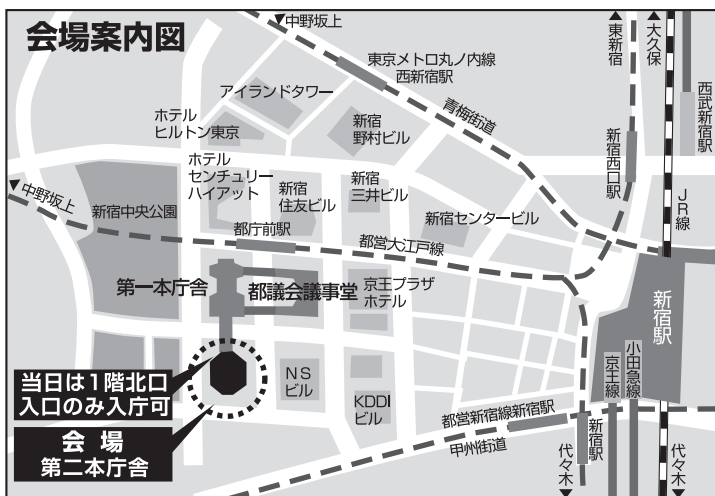 会場案内図
▼中野坂上
東京メトロ丸ノ内線
西新宿駅
▲東新宿
▲大久保
西武新宿駅
アイランドタワー
青梅街道
ホテル
ヒルトン東京
新宿
野村ビル
新宿西口駅
ホテル
センチュリー
ハイアット
新宿
住友ビル
新宿
三井ビル
▼中野坂上
新宿中央公園
新宿センタービル
JR線
都庁前駅
都営大江戸線
第一本庁舎
都議会議事堂
京王プラザ
ホテル
新宿駅
当日は1階北口
入口のみ入庁可
NS
ビル
KDDI
ビル
京王線
小田急線
会場
第二本庁舎
都営新宿線新宿駅
甲州街道
新宿駅
代々木▼
代々木▼